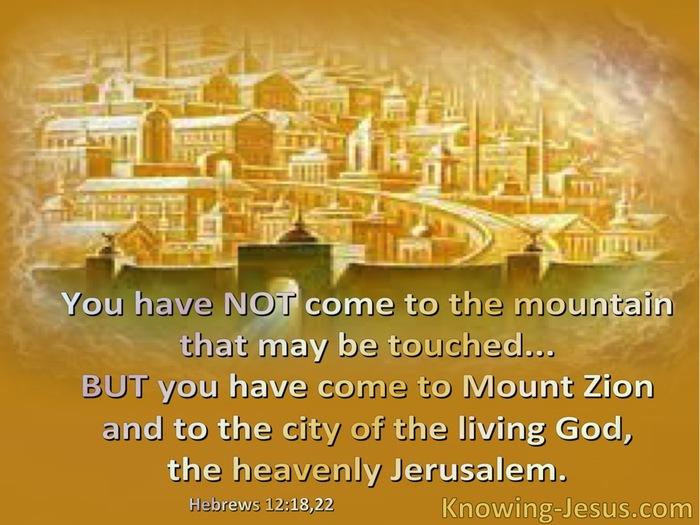 You have NOT come to the mountain
that may be touched...
BUT you have come to Mount Zion
and to the city of the living God,
the heavenly Jerusalem.
Hebrews 12:18,22
Knowing-Jesus.com